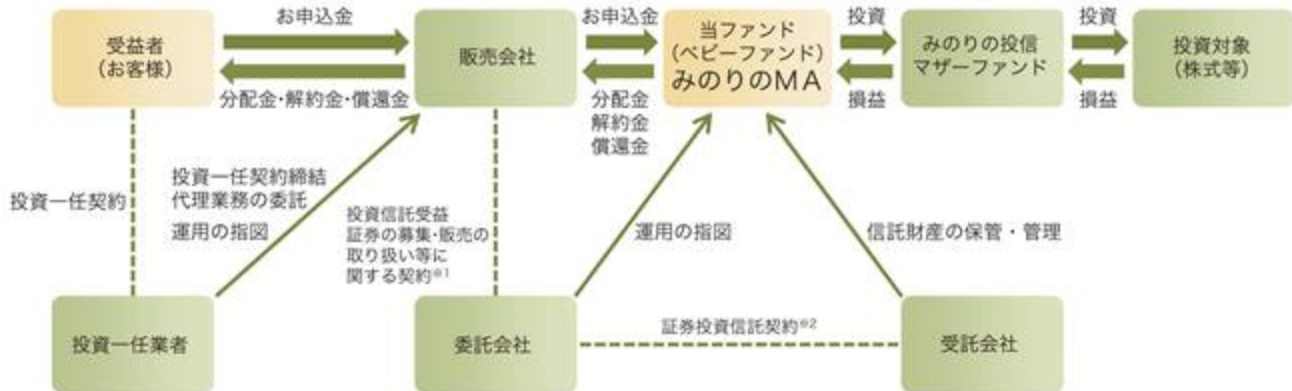 お申込金
お申込金
投資
投資
受益者
（お客様）
販売会社
当ファンド
（ベビーファンド）
みのりのMA
みのりの投信
マザーファンド
投資対象
（株式等）
分配金・解約金・償還金
分配金
解約金
償還金
損益
損益
投資一任契約
投資一任契約締結
代理業務の委託
運用の指図
投資信託受益
証券の募集・販売の
取り扱い等に
関する契約※1
運用の指図
信託財産の保管・管理
投資一任業者
委託会社
証券投資信託契約※2
受託会社